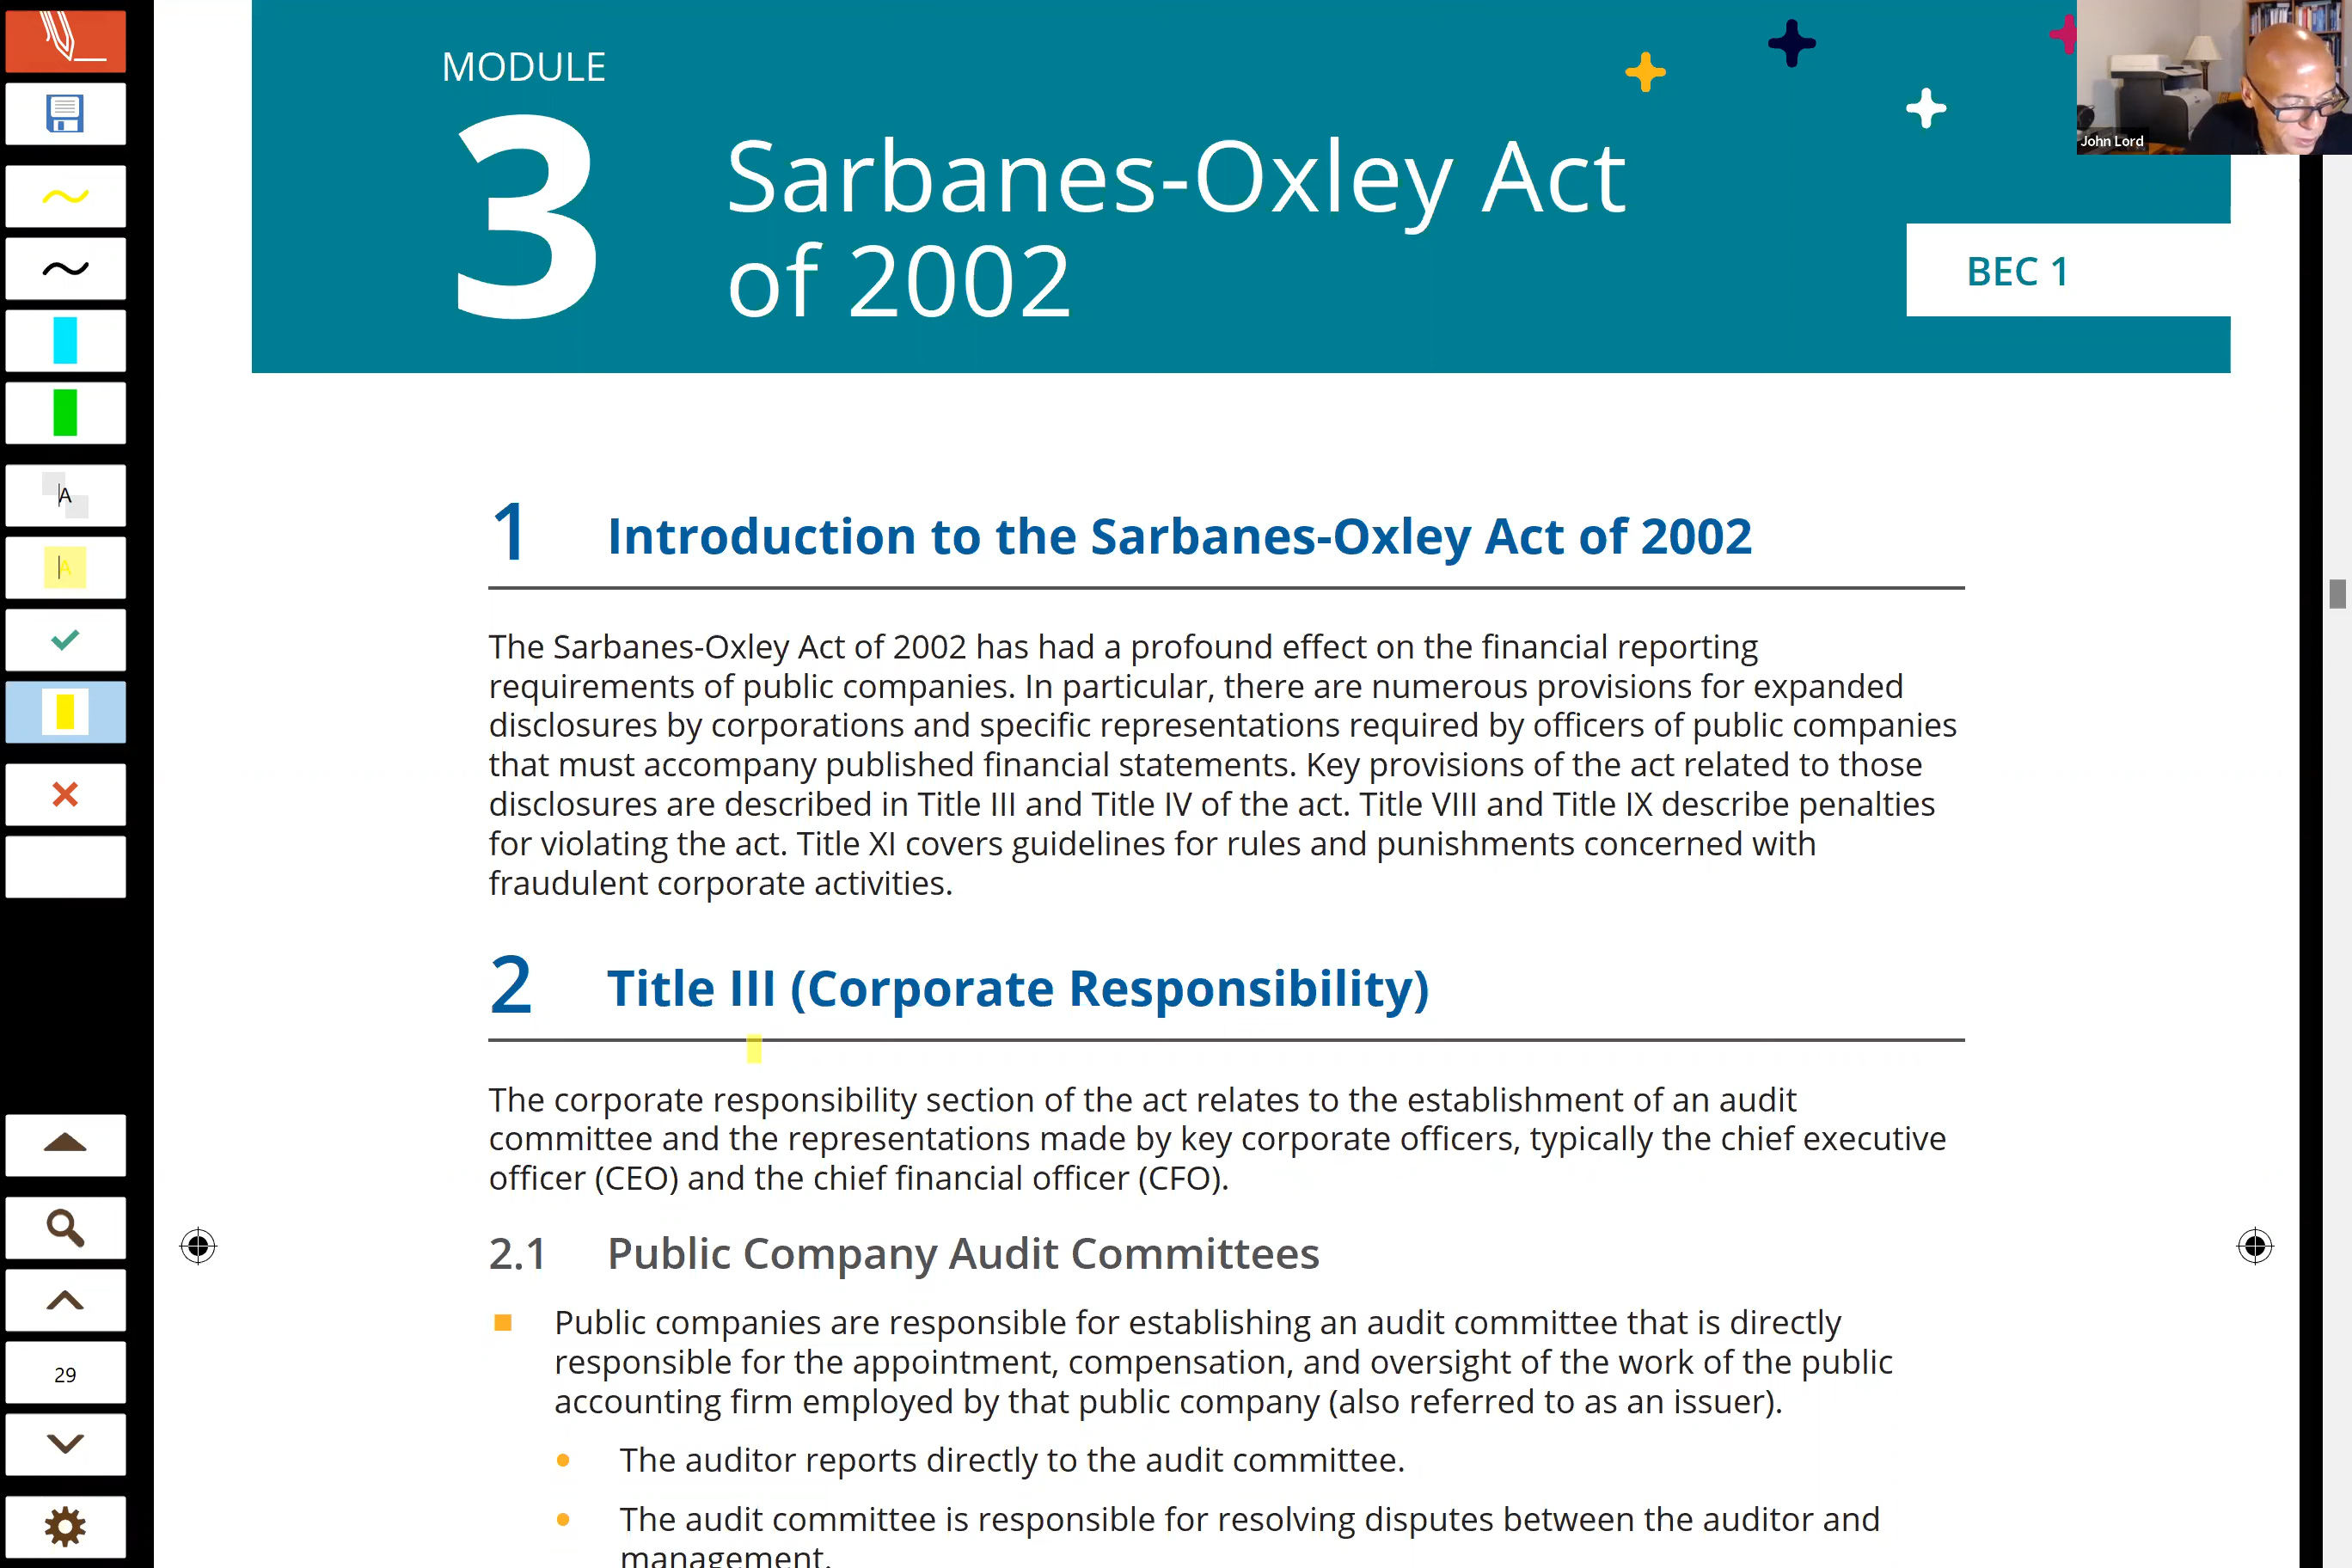 MODULE
3
Sarbanes-Oxley Act
of 2002
John Lord
BEC 1
1 Introduction to the Sarbanes-Oxley Act of 2002
The Sarbanes-Oxley Act of 2002 has had a profound effect on the financial reporting
requirements of public companies. In particular, there are numerous provisions for expanded
disclosures by corporations and specific representations required by officers of public companies
that must accompany published financial statements. Key provisions of the act related to those
disclosures are described in Title III and Title IV of the act. Title VIII and Title IX describe penalties
for violating the act. Title XI covers guidelines for rules and punishments concerned with
fraudulent corporate activities.
2 Title III (Corporate Responsibility)
The corporate responsibility section of the act relates to the establishment of an audit
committee and the representations made by key corporate officers, typically the chief executive
officer (CEO) and the chief financial officer (CFO).
2.1 Public Company Audit Committees
Public companies are responsible for establishing an audit committee that is directly
responsible for the appointment, compensation, and oversight of the work of the public
accounting firm employed by that public company (also referred to as an issuer).
The auditor reports directly to the audit committee.
The audit committee is responsible for resolving disputes between the auditor and
management.
A
A
29